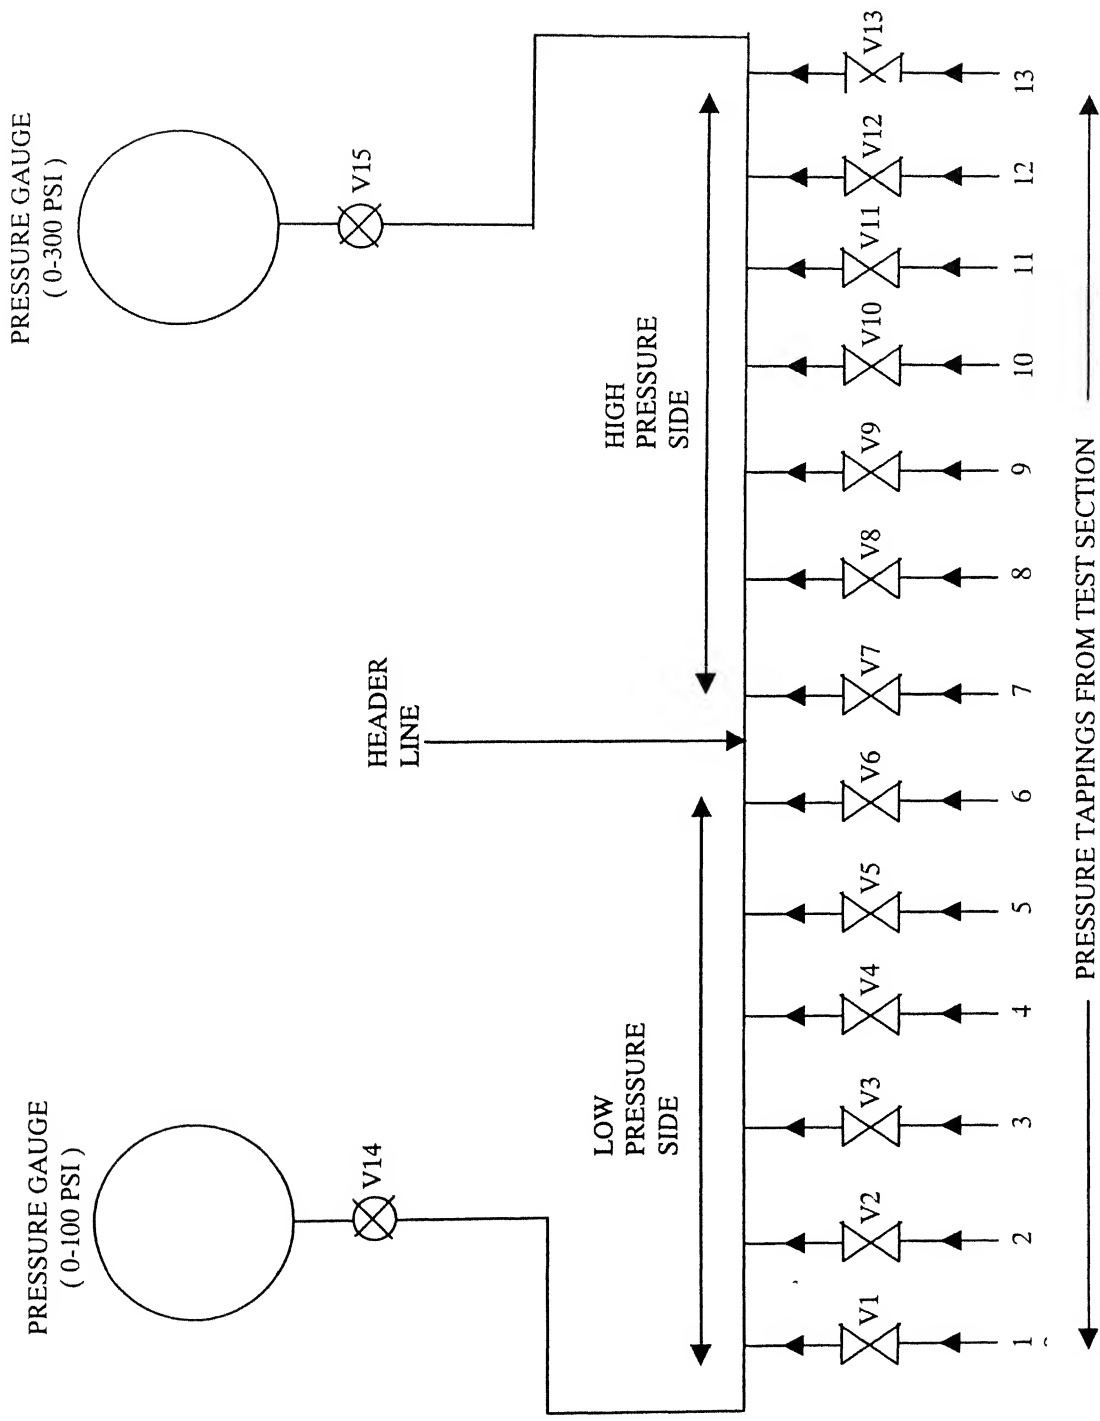 PRESSURE GAUGE
( 0-100 PSI )
PRESSURE GAUGE
( 0-300 PSI )
V14
V15
HEADER
LINE
LOW
PRESSURE
SIDE
HIGH
PRESSURE
SIDE
V1 V2 V3 V4 V5 V6 V7 V8 V9 V10 V11 V12 V13
1 2 3 4 5 6 7 8 9 10 11 12 13
PRESSURE TAPPINGS FROM TEST SECTION